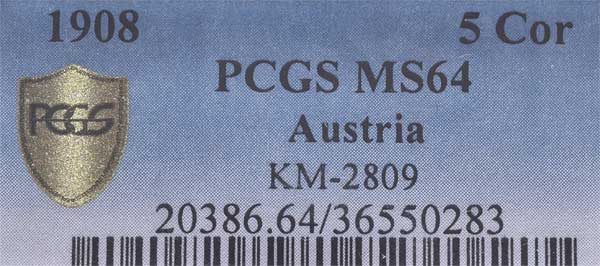 1908 5 Cor
PCGS MS64
PCGS
Austria
KM-2809
20386.64/36550283